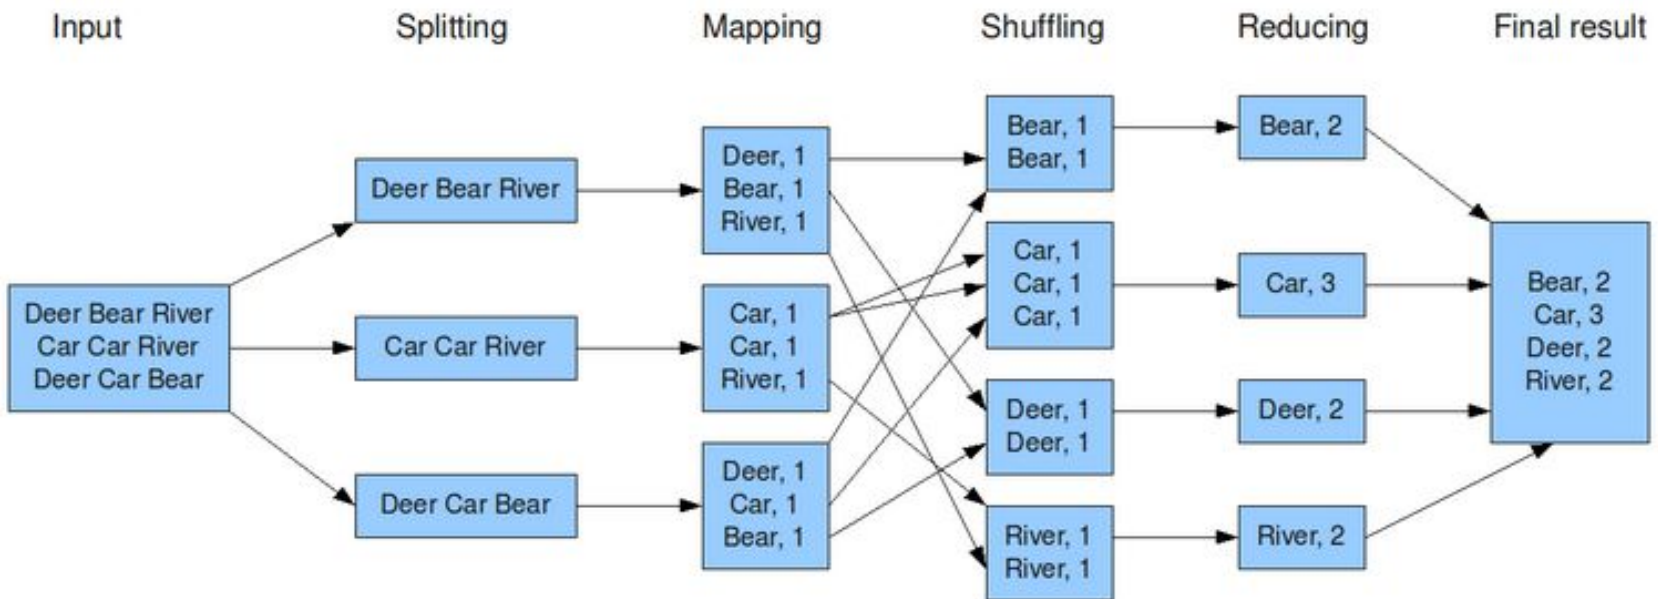 Input
Splitting
Mapping
Shuffling
Reducing
Final result
Deer Bear River
Car Car River
Deer Car Bear
Deer Bear River
Car Car River
Deer Car Bear
Deer, 1
Bear, 1
River, 1
Car, 1
Car, 1
River, 1
Deer, 1
Car, 1
Bear, 1
Bear, 1
Bear, 1
Car, 1
Car, 1
Car, 1
Deer, 1
Deer, 1
River, 1
River, 1
Bear, 2
Car, 3
Deer, 2
River, 2
Bear, 2
Car, 3
Deer, 2
River, 2